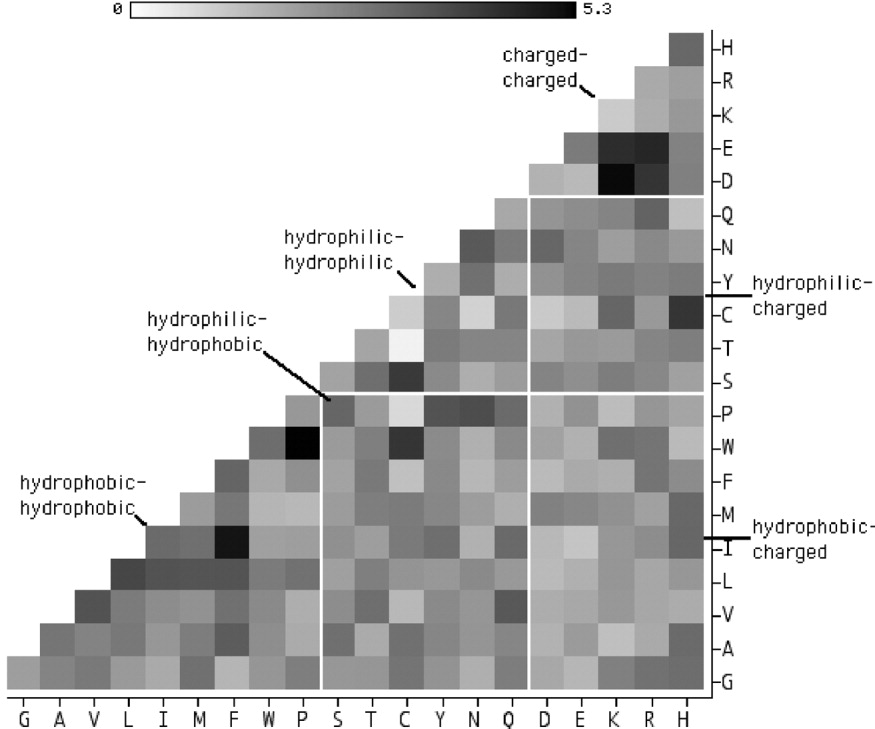 0 5.3
charged-
charged
hydrophilic-
hydrophilic
hydrophilic-
hydrophobic
hydrophobic-
hydrophobic
hydrophilic-
charged
hydrophobic-
charged
H
R
K
E
D
Q
N
Y
C
T
S
P
W
F
M
I
L
V
A
G
G A V L I M F W P S T C Y N Q D E K R H